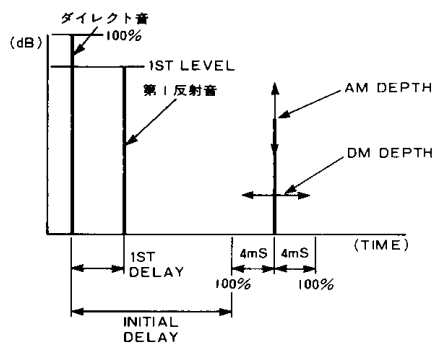 ダイレクト音
(dB)
100%
1ST LEVEL
第1反射音
AM DEPTH
DM DEPTH
(TIME)
1ST
DELAY
4mS
4mS
100%
100%
INITIAL
DELAY